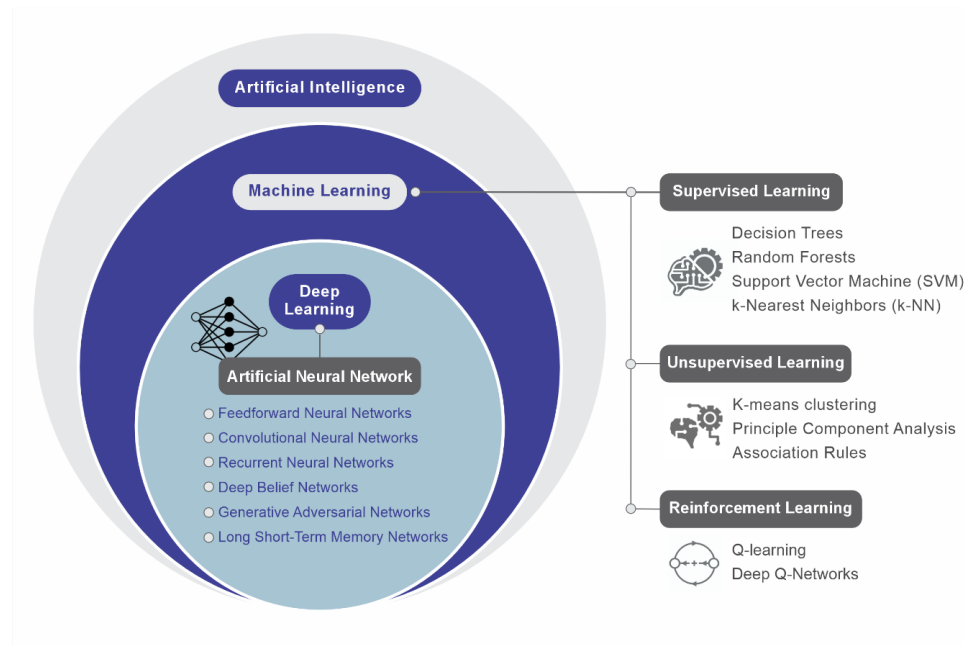 Artificial Intelligence
Machine Learning
Deep
Learning
Artificial Neural Network
Feedforward Neural Networks
Convolutional Neural Networks
Recurrent Neural Networks
Deep Belief Networks
Generative Adversarial Networks
Long Short-Term Memory Networks
Supervised Learning
Decision Trees
Random Forests
Support Vector Machine (SVM)
k-Nearest Neighbors (k-NN)
Unsupervised Learning
K-means clustering
Principle Component Analysis
Association Rules
Reinforcement Learning
Q-learning
Deep Q-Networks